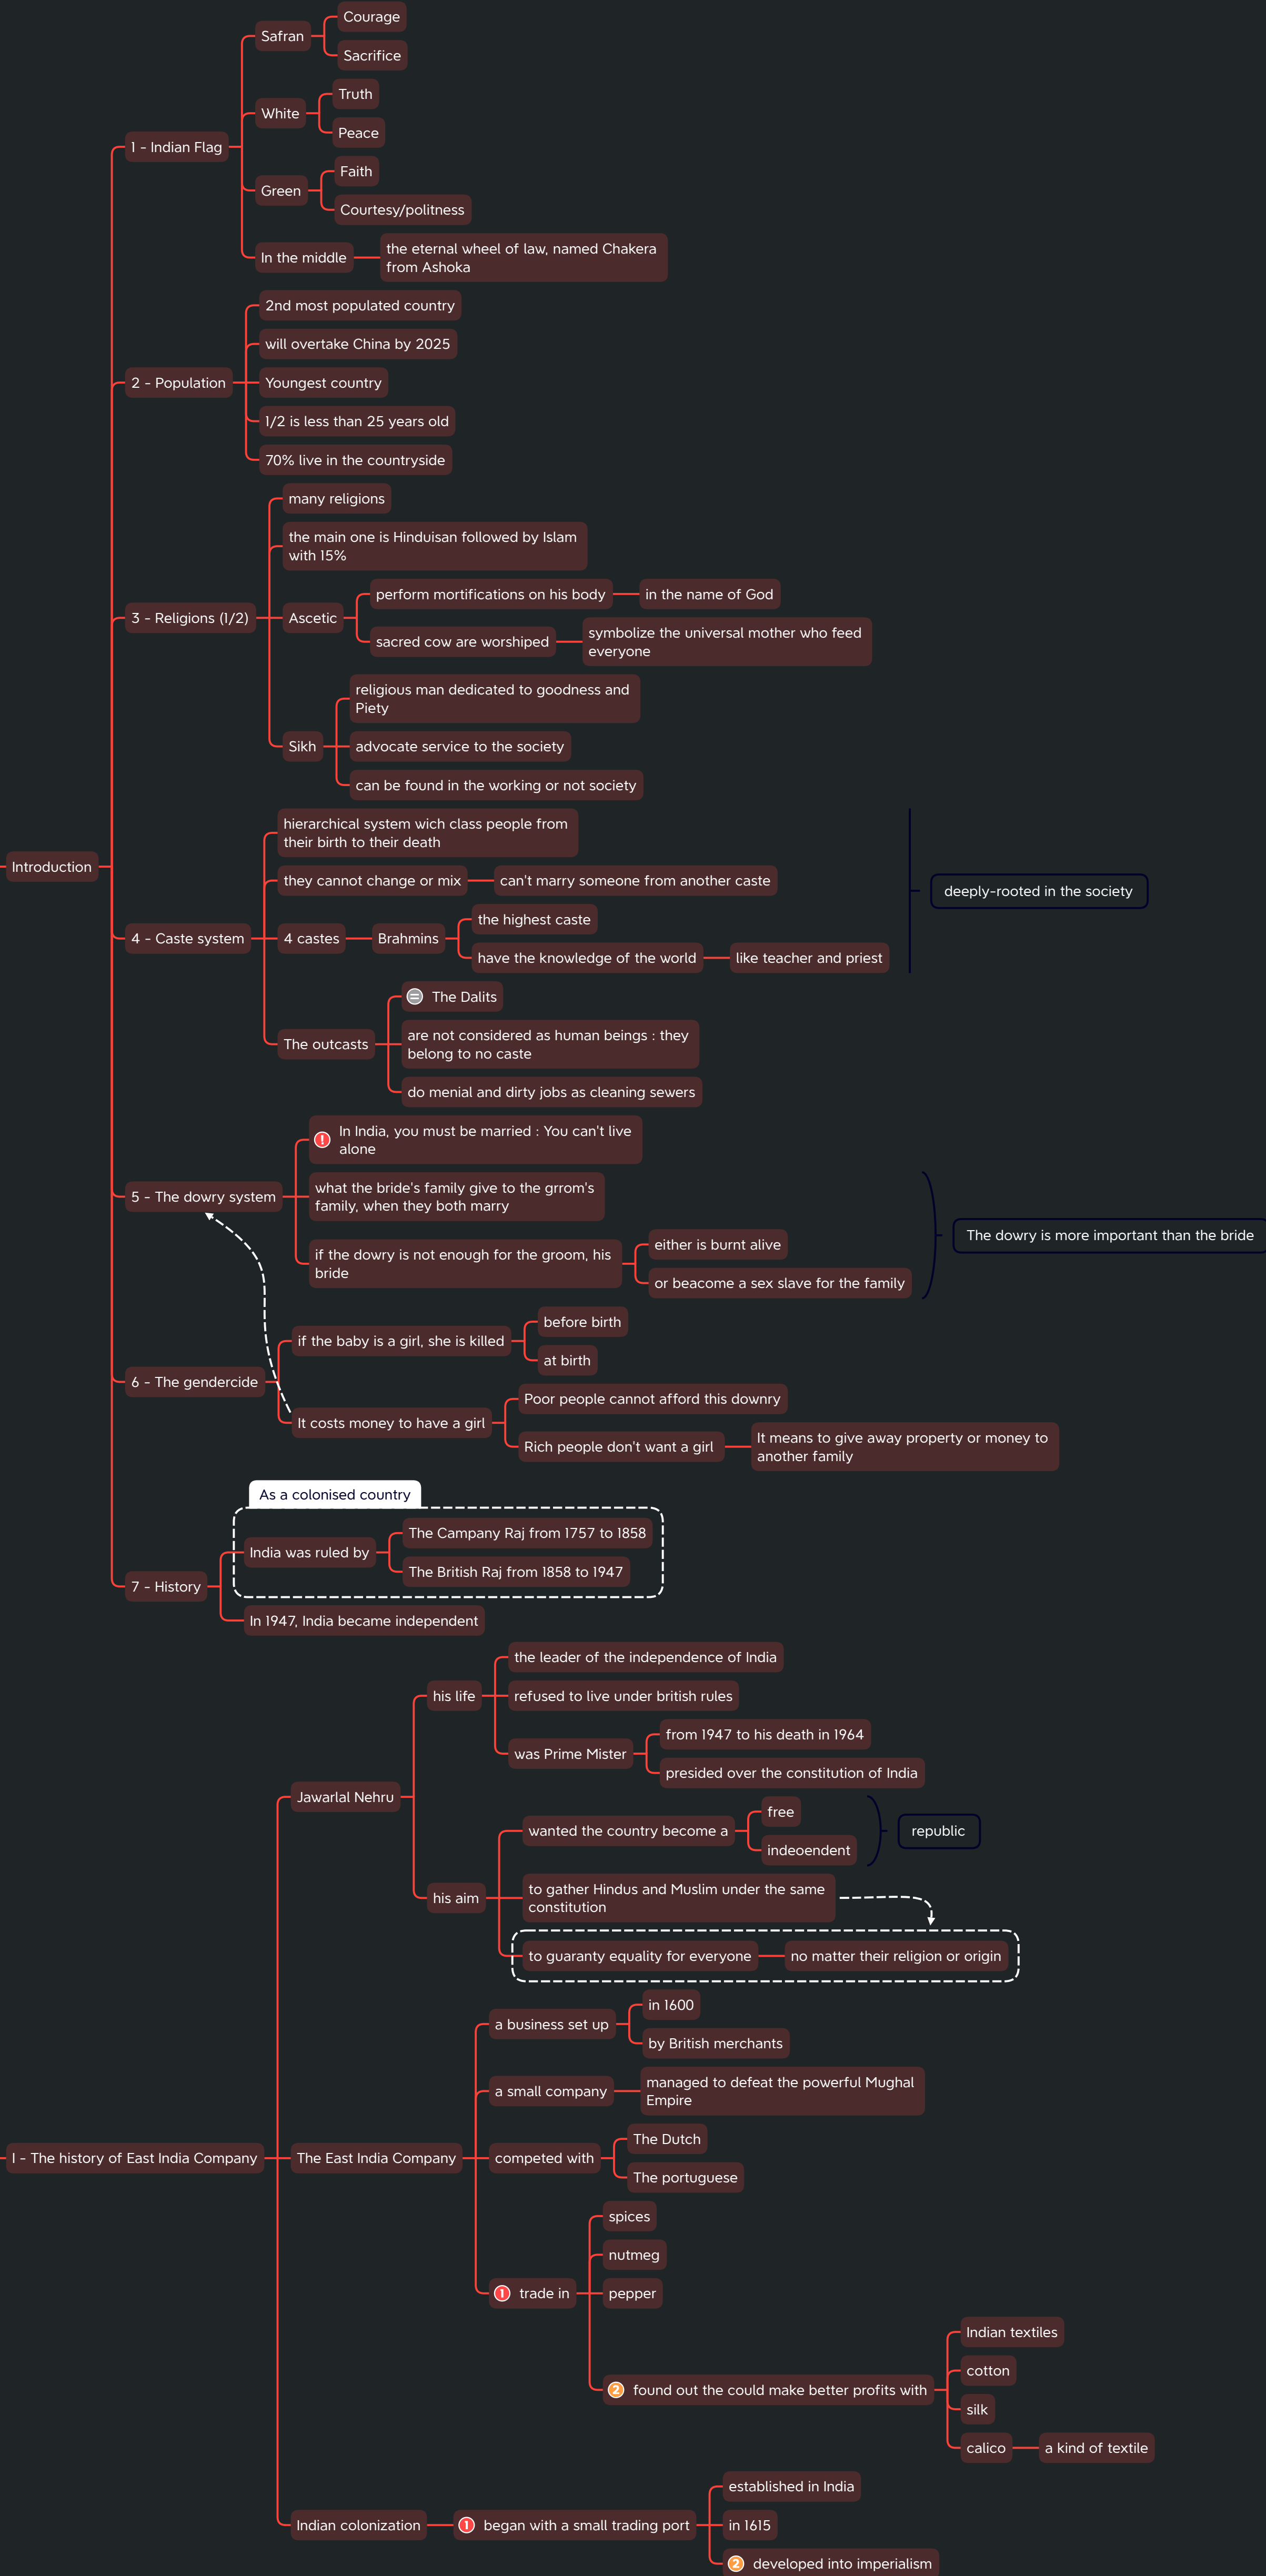 Introduction
1 - Indian Flag
Safran
Courage
Sacrifice
White
Truth
Peace
Green
Faith
Courtesy/politness
In the middle
the eternal wheel of law, named Chakera
from Ashoka
2 - Population
2nd most populated country
will overtake China by 2025
Youngest country
1/2 is less than 25 years old
70% live in the countryside
3 - Religions (1/2)
many religions
the main one is Hinduisan followed by Islam
with 15%
Ascetic
perform mortifications on his body
in the name of God
sacred cow are worshiped
symbolize the universal mother who feed
everyone
Sikh
religious man dedicated to goodness and
Piety
advocate service to the society
can be found in the working or not society
4 - Caste system
hierarchical system wich class people from
their birth to their death
they cannot change or mix
can't marry someone from another caste
4 castes
Brahmins
the highest caste
have the knowledge of the world
like teacher and priest
deeply-rooted in the society
The outcasts
= The Dalits
are not considered as human beings : they
belong to no caste
do menial and dirty jobs as cleaning sewers
5 - The dowry system
! In India, you must be married : You can't live
alone
what the bride's family give to the grrom's
family, when they both marry
if the dowry is not enough for the groom, his
bride
either is burnt alive
or beacome a sex slave for the family
The dowry is more important than the bride
6 - The gendercide
if the baby is a girl, she is killed
before birth
at birth
It costs money to have a girl
Poor people cannot afford this downry
Rich people don't want a girl
It means to give away property or money to
another family
7 - History
As a colonised country
India was ruled by
The Campany Raj from 1757 to 1858
The British Raj from 1858 to 1947
In 1947, India became independent
I - The history of East India Company
Jawarlal Nehru
his life
the leader of the independence of India
refused to live under british rules
was Prime Mister
from 1947 to his death in 1964
presided over the constitution of India
his aim
wanted the country become a
free
indeoendent
republic
to gather Hindus and Muslim under the same
constitution
to guaranty equality for everyone
no matter their religion or origin
The East India Company
a business set up
in 1600
by British merchants
a small company
managed to defeat the powerful Mughal
Empire
competed with
The Dutch
The portuguese
1 trade in
spices
nutmeg
pepper
2 found out the could make better profits with
Indian textiles
cotton
silk
calico
a kind of textile
Indian colonization
1 began with a small trading port
established in India
in 1615
2 developed into imperialism